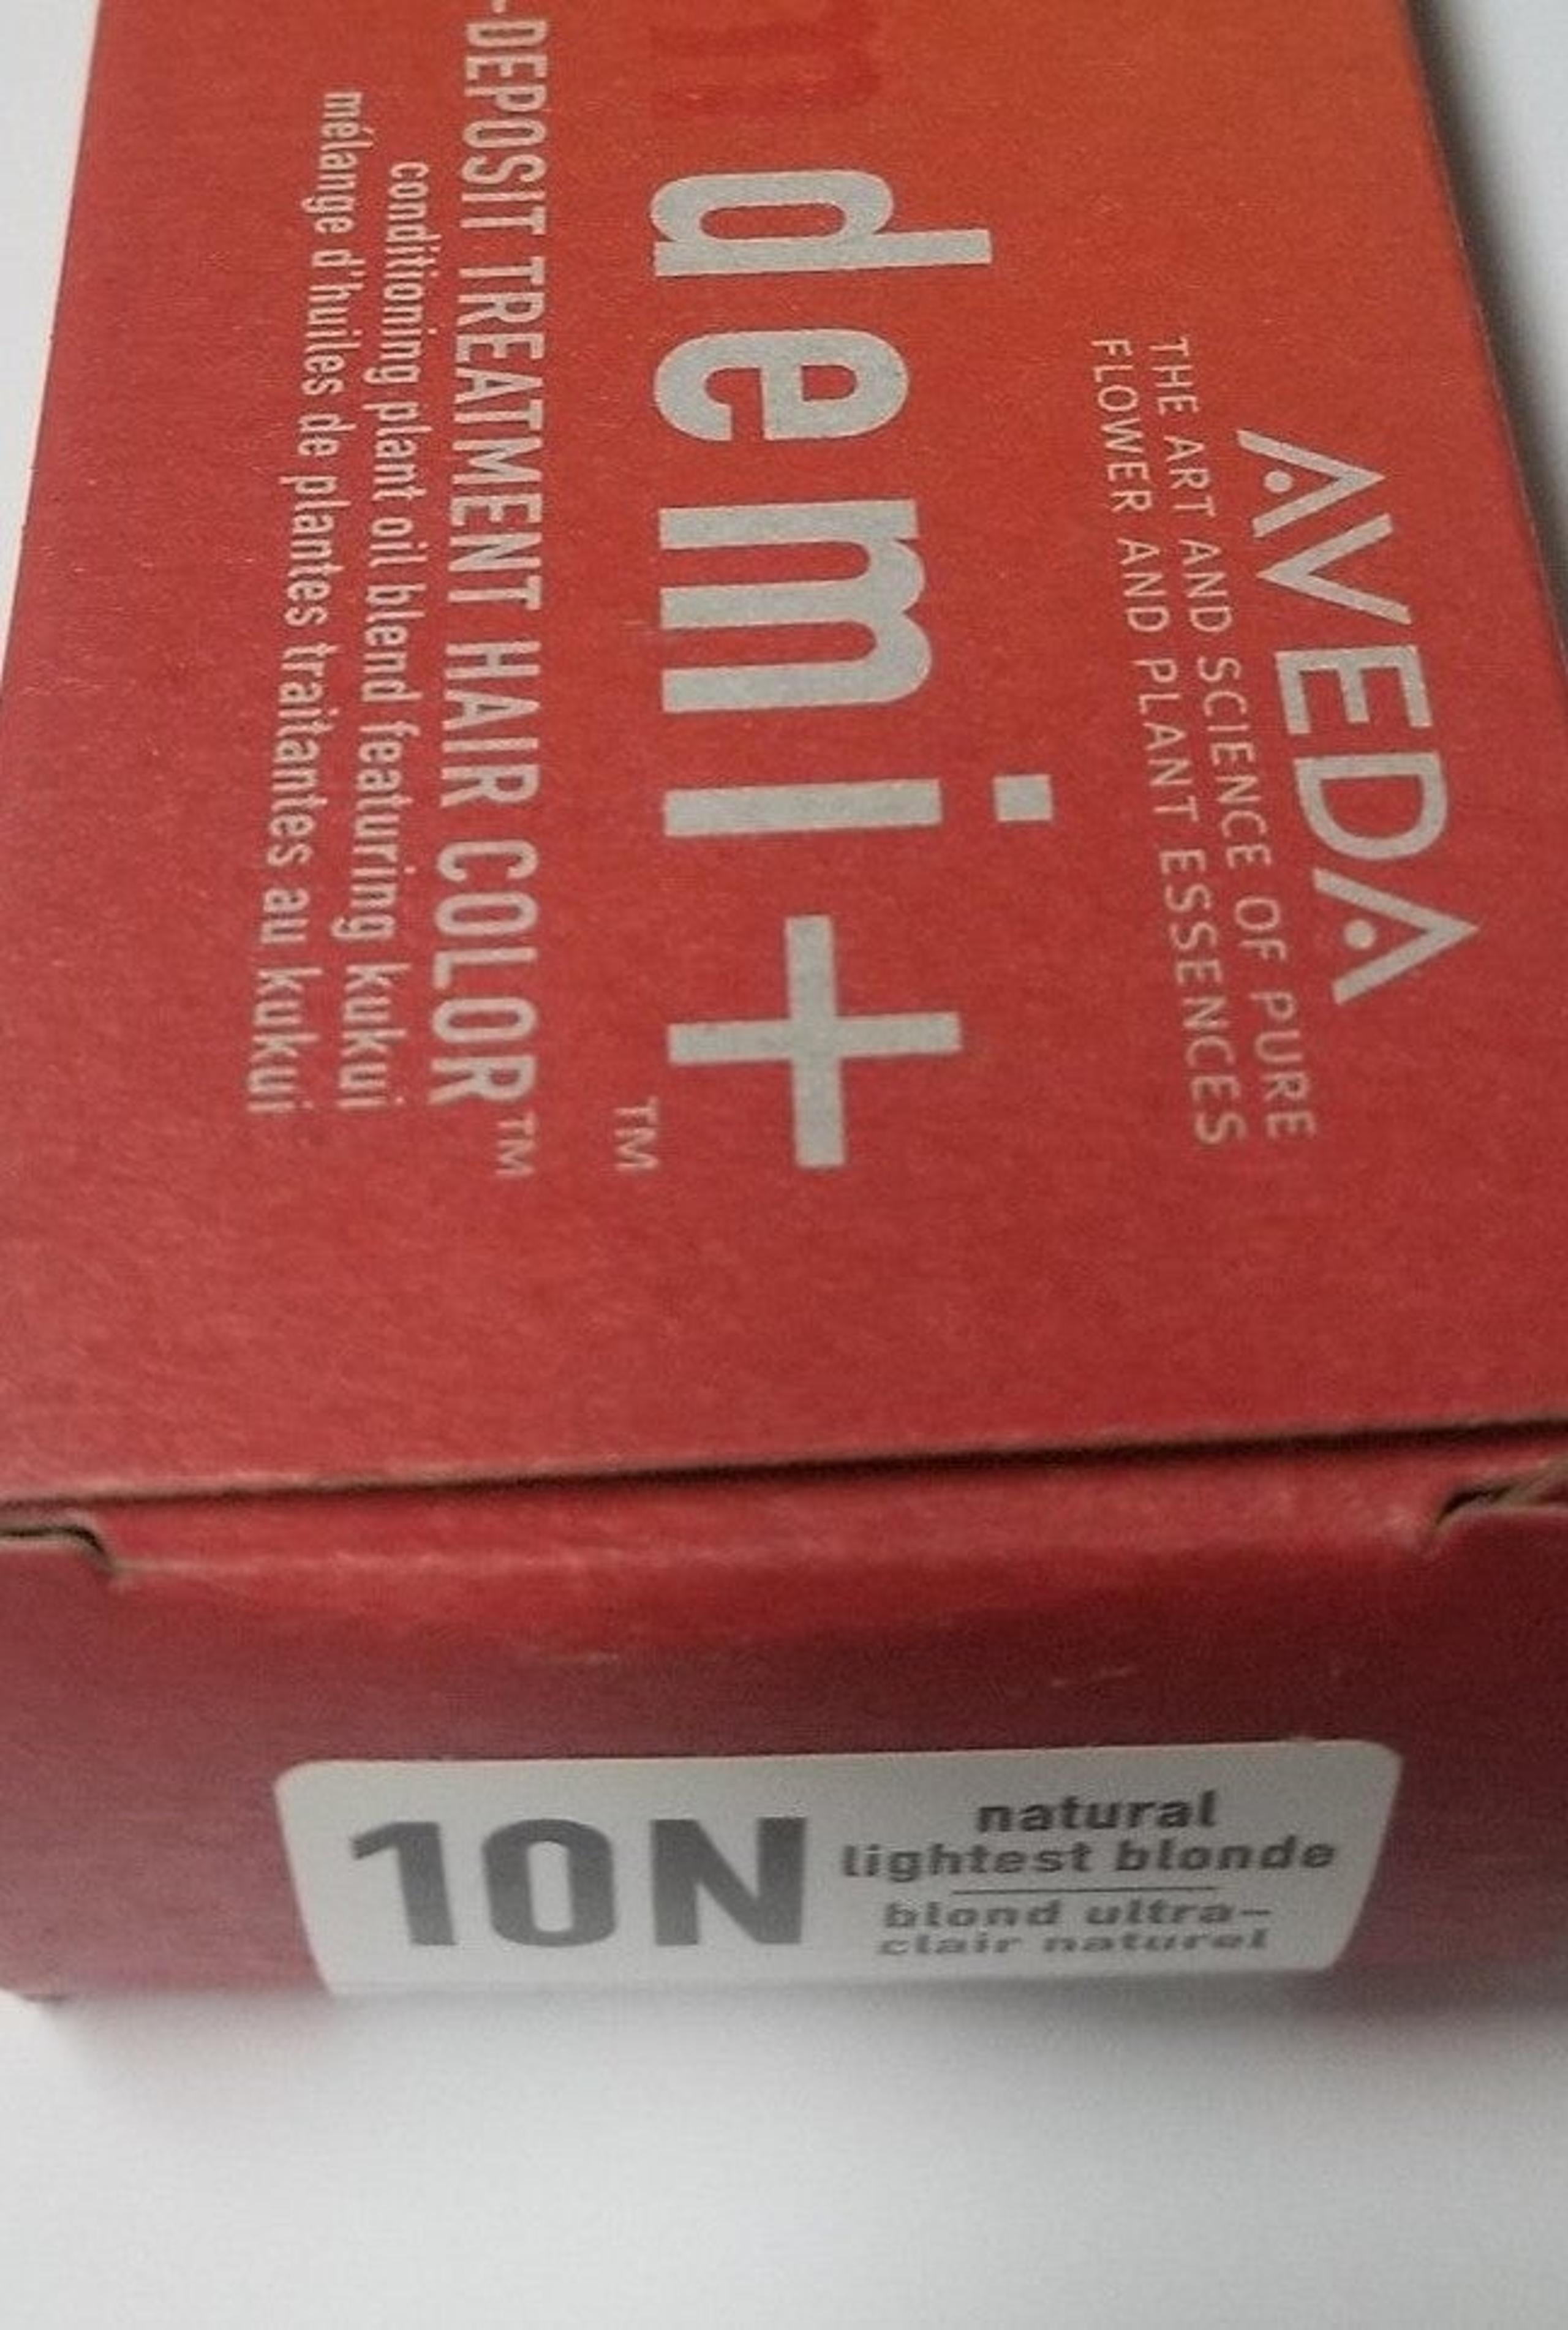 AVEDA
THE ART AND SCIENCE OF PURE
FLOWER AND PLANT ESSENCES
demi+™
-DEPOSIT TREATMENT HAIR COLOR™
conditioning plant oil blend featuring kukui
mélange d'huiles de plantes traitantes au kukui
10N
natural
lightest blonde
blond ultra-
clair naturel